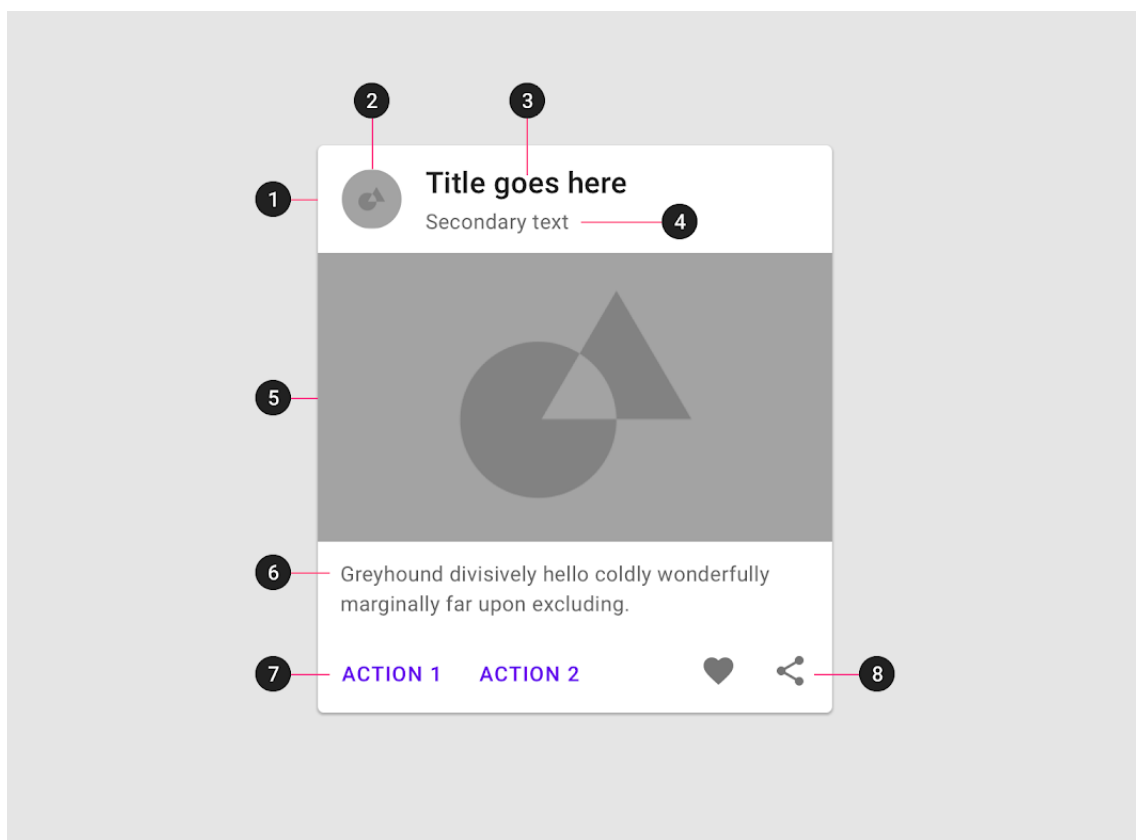 2
3
1
Title goes here
Secondary text
4
5
6
Greyhound divisively hello coldly wonderfully
marginally far upon excluding.
7
ACTION 1
ACTION 2
8